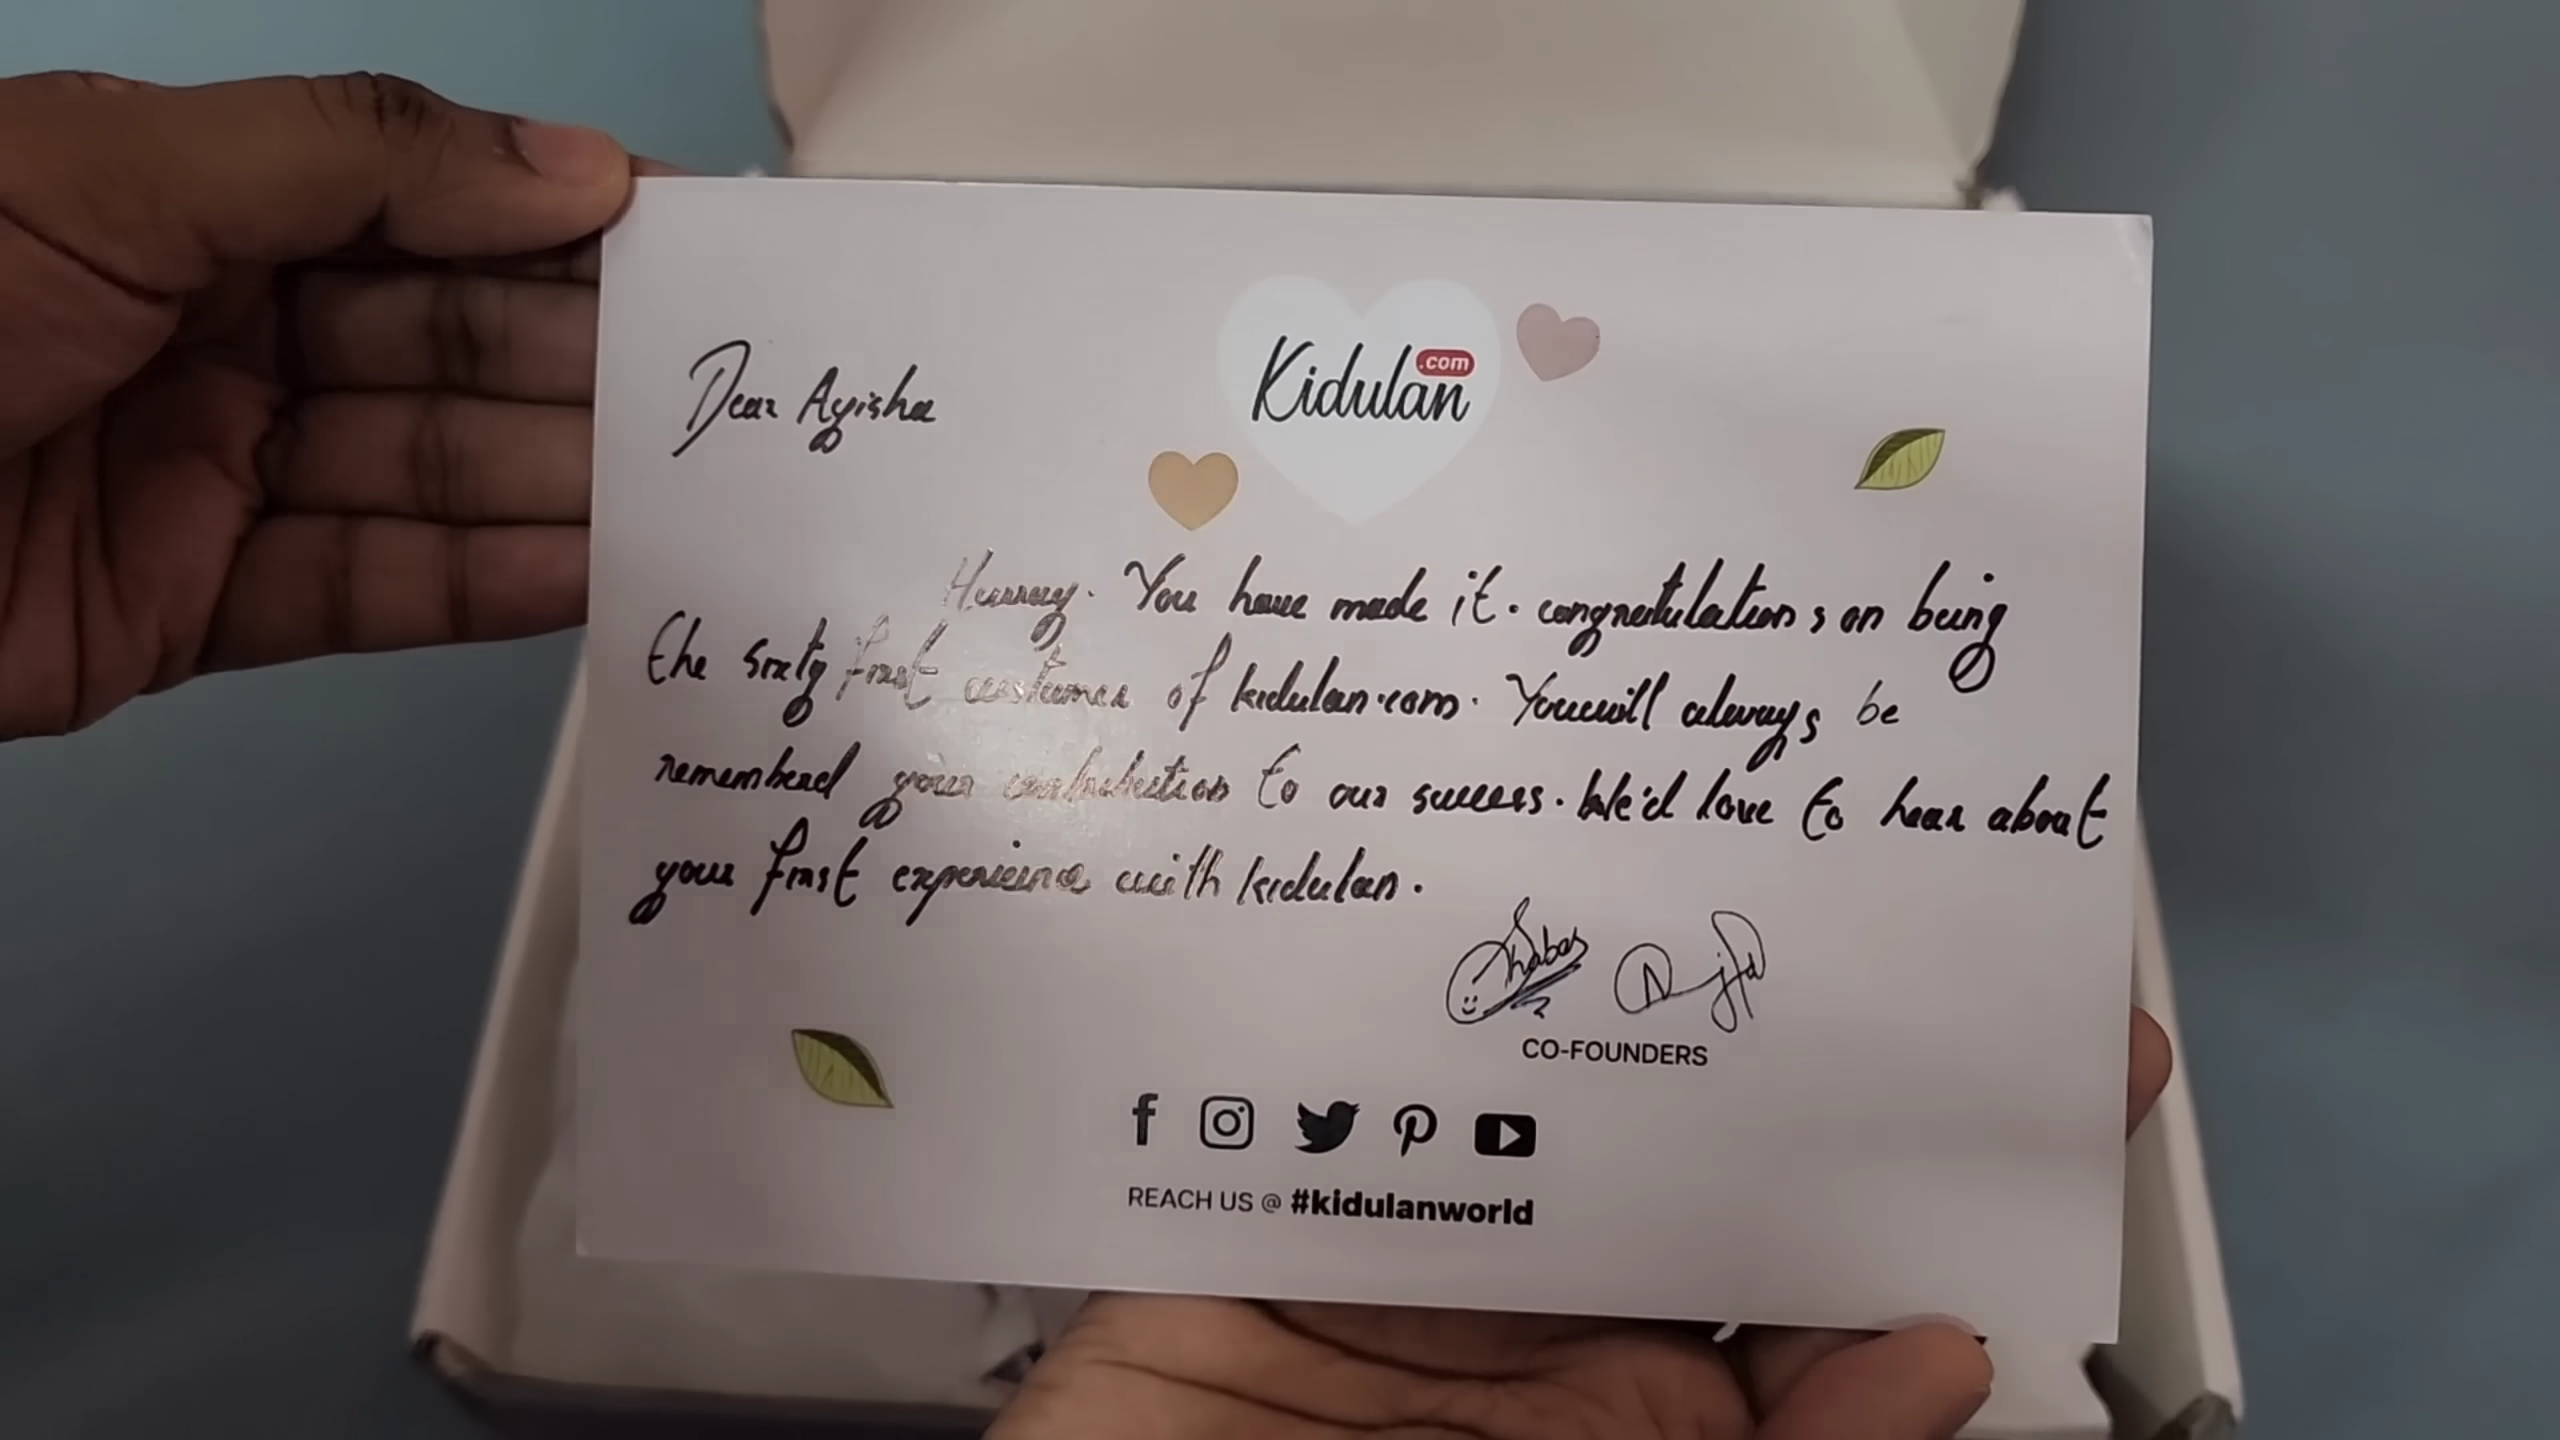 Kidulan.com
Dear Ayisha
Hurray. You have made it. congratulations on being
the sixty first customer of kidulan.com. You will always be
rememberd your contribution to our success. We'd love to hear about
your first experience with kidulan.
CO-FOUNDERS
REACH US @ #kidulanworld